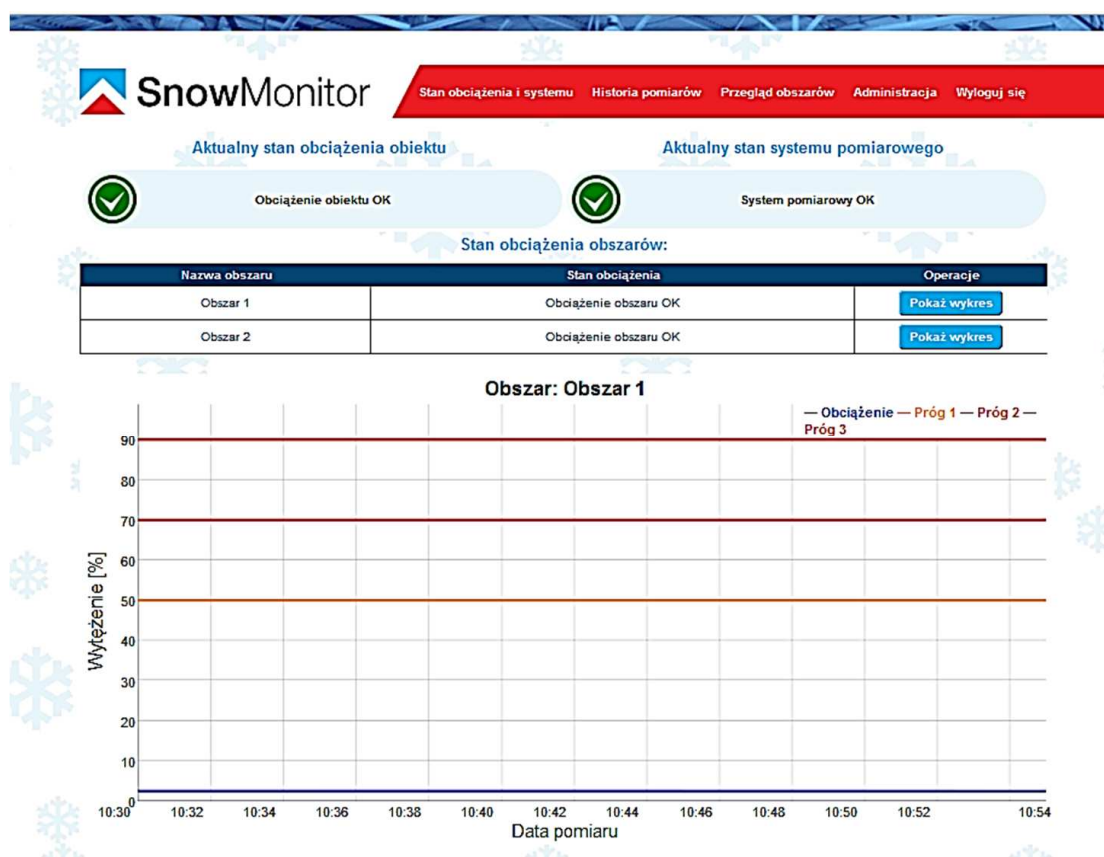 SnowMonitor
Stan obciążenia i systemu Historia pomiarów Przegląd obszarów Administracja Wyloguj się
Aktualny stan obciążenia obiektu Aktualny stan systemu pomiarowego
Obciążenie obiektu OK System pomiarowy OK
Stan obciążenia obszarów:
Nazwa obszaru Stan obciążenia Operacje
Obszar 1 Obciążenie obszaru OK Pokaż wykres
Obszar 2 Obciążenie obszaru OK Pokaż wykres
Obszar: Obszar 1
— Obciążenie — Próg 1 — Próg 2 —
Próg 3
Wytężenie [%]
90
80
70
60
50
40
30
20
10
0
10:30 10:32 10:34 10:36 10:38 10:40 10:42 10:44 10:46 10:48 10:50 10:52 10:54
Data pomiaru